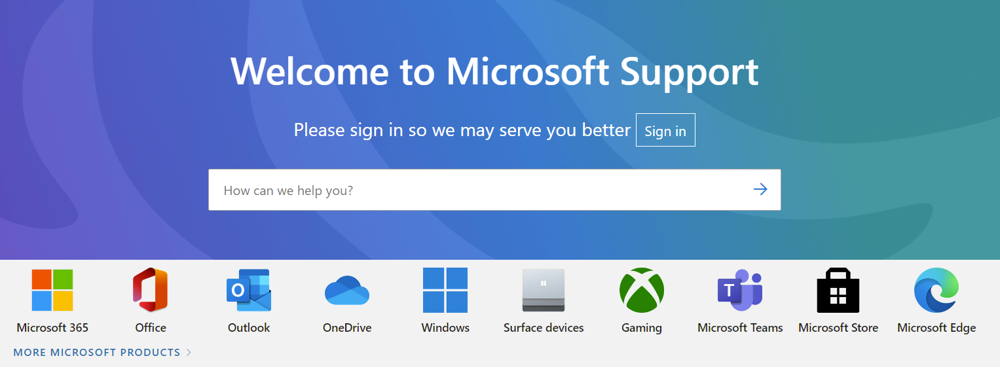 Welcome to Microsoft Support
Please sign in so we may serve you better Sign in
How can we help you?
O T
Microsoft 365 Office Outlook OneDrive Windows Surface devices Gaming Microsoft Teams Microsoft Store Microsoft Edge
MORE MICROSOFT PRODUCTS